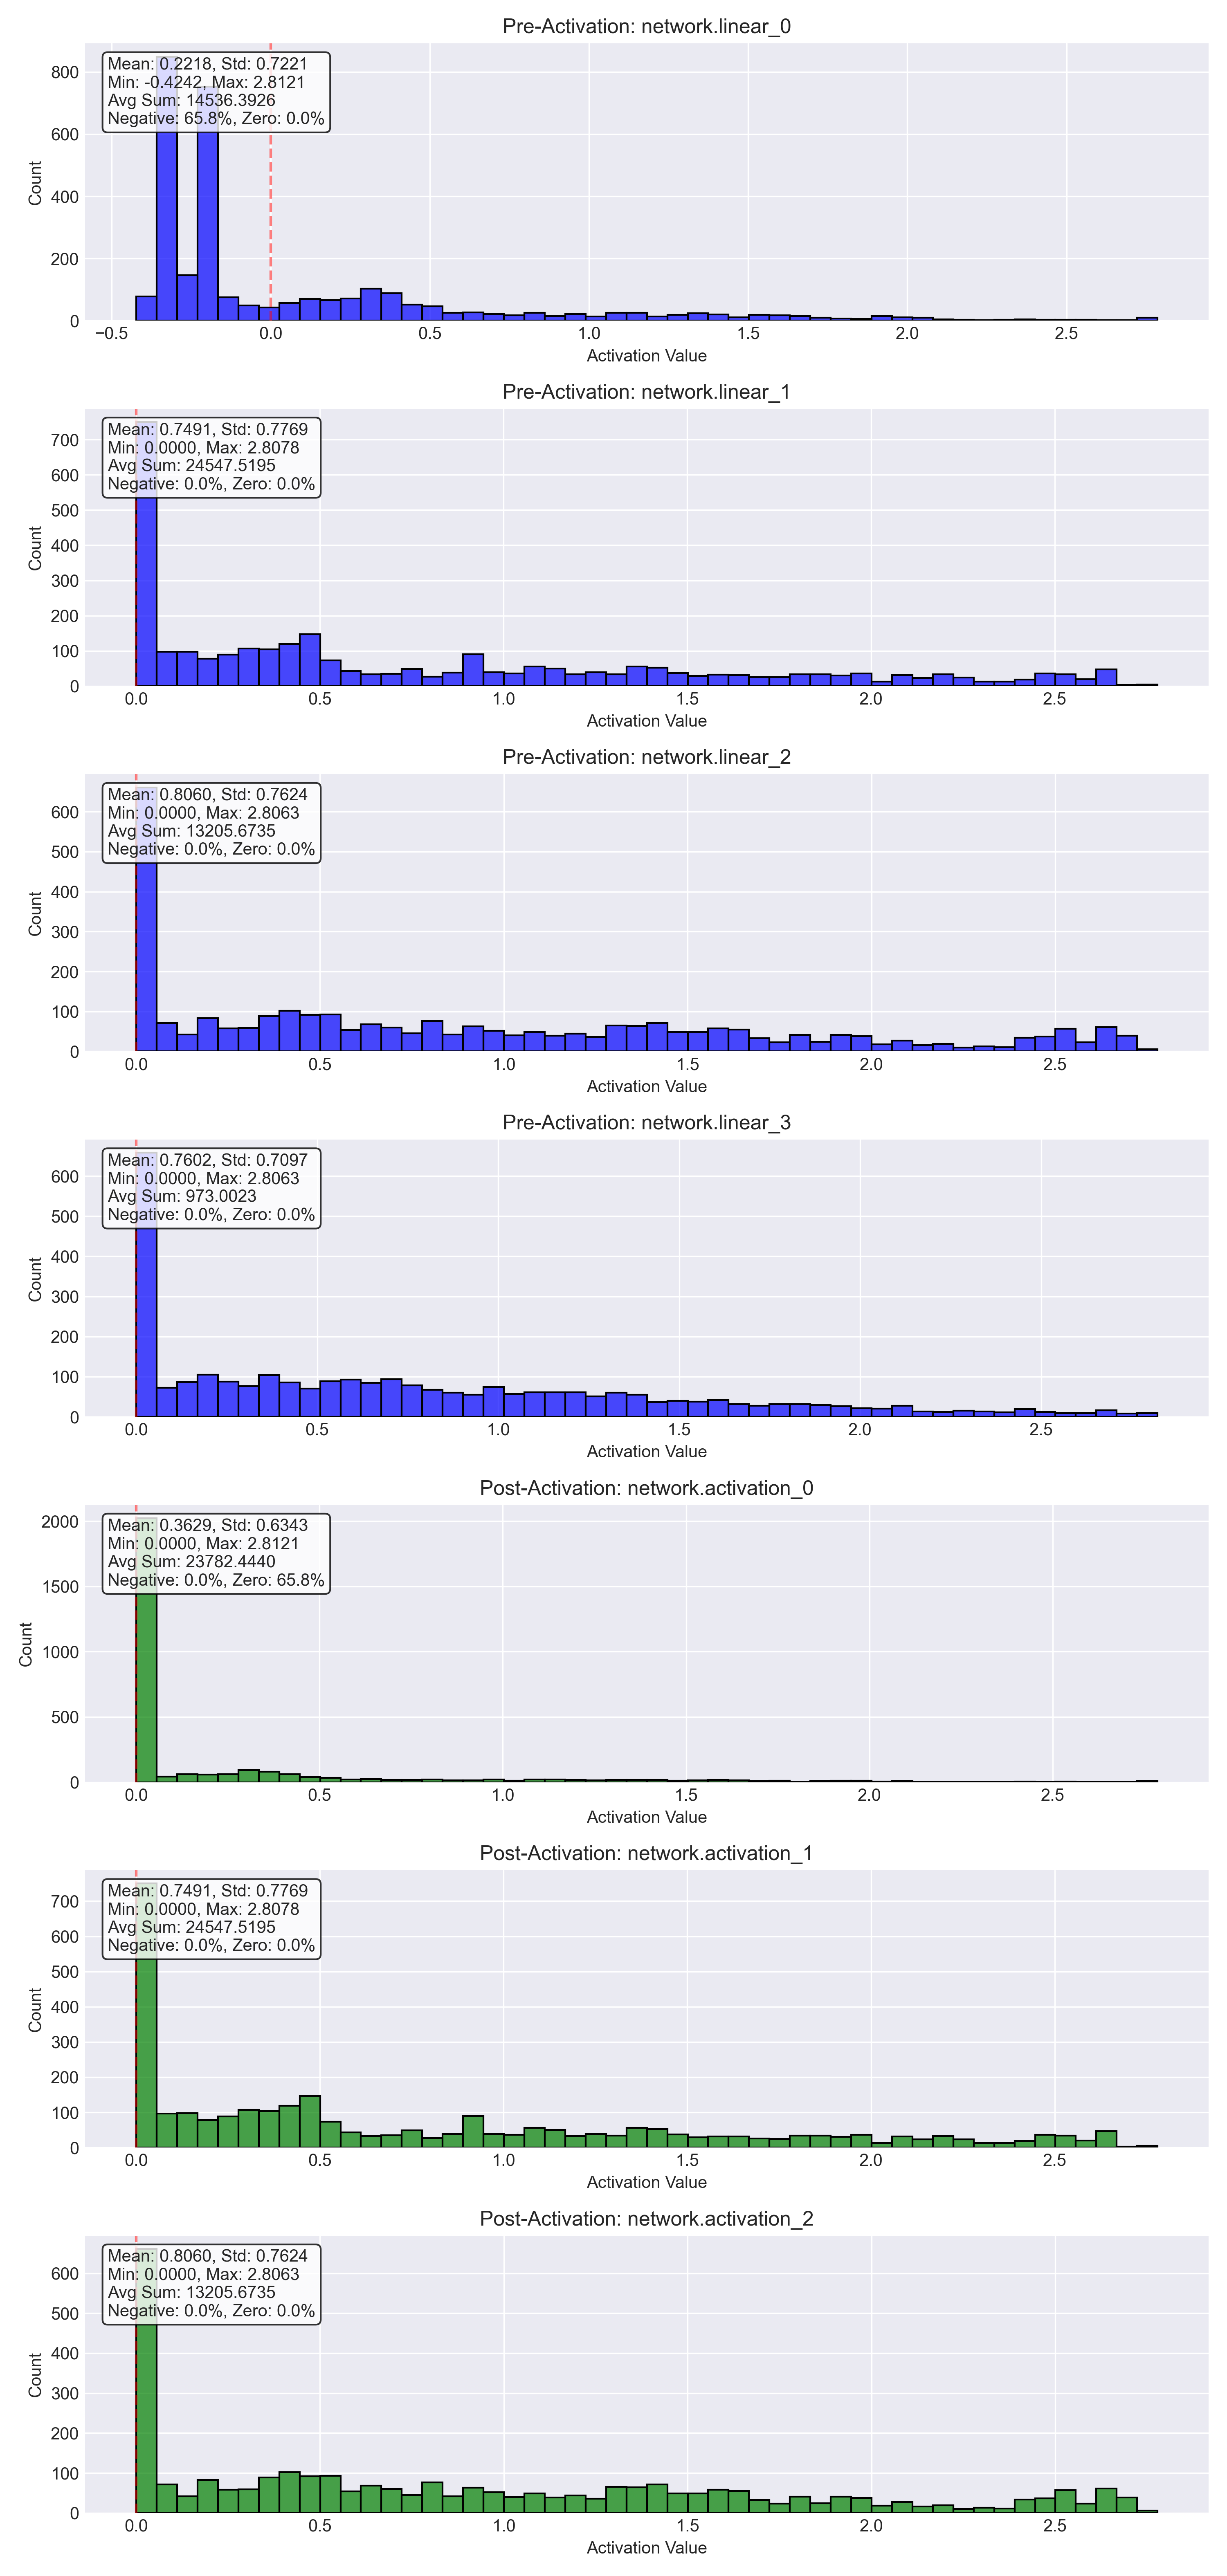 Pre-Activation: network.linear_0
Mean: 0.2218, Std: 0.7221
Min: -0.4242, Max: 2.8121
Avg Sum: 14536.3926
Negative: 65.8%, Zero: 0.0%
Count
800
600
400
200
0
−0.5 0.0 0.5 1.0 1.5 2.0 2.5
Activation Value
Pre-Activation: network.linear_1
Mean: 0.7491, Std: 0.7769
Min: 0.0000, Max: 2.8078
Avg Sum: 24547.5195
Negative: 0.0%, Zero: 0.0%
Count
700
600
500
400
300
200
100
0
0.0 0.5 1.0 1.5 2.0 2.5
Activation Value
Pre-Activation: network.linear_2
Mean: 0.8060, Std: 0.7624
Min: 0.0000, Max: 2.8063
Avg Sum: 13205.6735
Negative: 0.0%, Zero: 0.0%
Count
600
500
400
300
200
100
0
0.0 0.5 1.0 1.5 2.0 2.5
Activation Value
Pre-Activation: network.linear_3
Mean: 0.7602, Std: 0.7097
Min: 0.0000, Max: 2.8063
Avg Sum: 973.0023
Negative: 0.0%, Zero: 0.0%
Count
600
500
400
300
200
100
0
0.0 0.5 1.0 1.5 2.0 2.5
Activation Value
Post-Activation: network.activation_0
Mean: 0.3629, Std: 0.6343
Min: 0.0000, Max: 2.8121
Avg Sum: 23782.4440
Negative: 0.0%, Zero: 65.8%
Count
2000
1500
1000
500
0
0.0 0.5 1.0 1.5 2.0 2.5
Activation Value
Post-Activation: network.activation_1
Mean: 0.7491, Std: 0.7769
Min: 0.0000, Max: 2.8078
Avg Sum: 24547.5195
Negative: 0.0%, Zero: 0.0%
Count
700
600
500
400
300
200
100
0
0.0 0.5 1.0 1.5 2.0 2.5
Activation Value
Post-Activation: network.activation_2
Mean: 0.8060, Std: 0.7624
Min: 0.0000, Max: 2.8063
Avg Sum: 13205.6735
Negative: 0.0%, Zero: 0.0%
Count
600
500
400
300
200
100
0
0.0 0.5 1.0 1.5 2.0 2.5
Activation Value